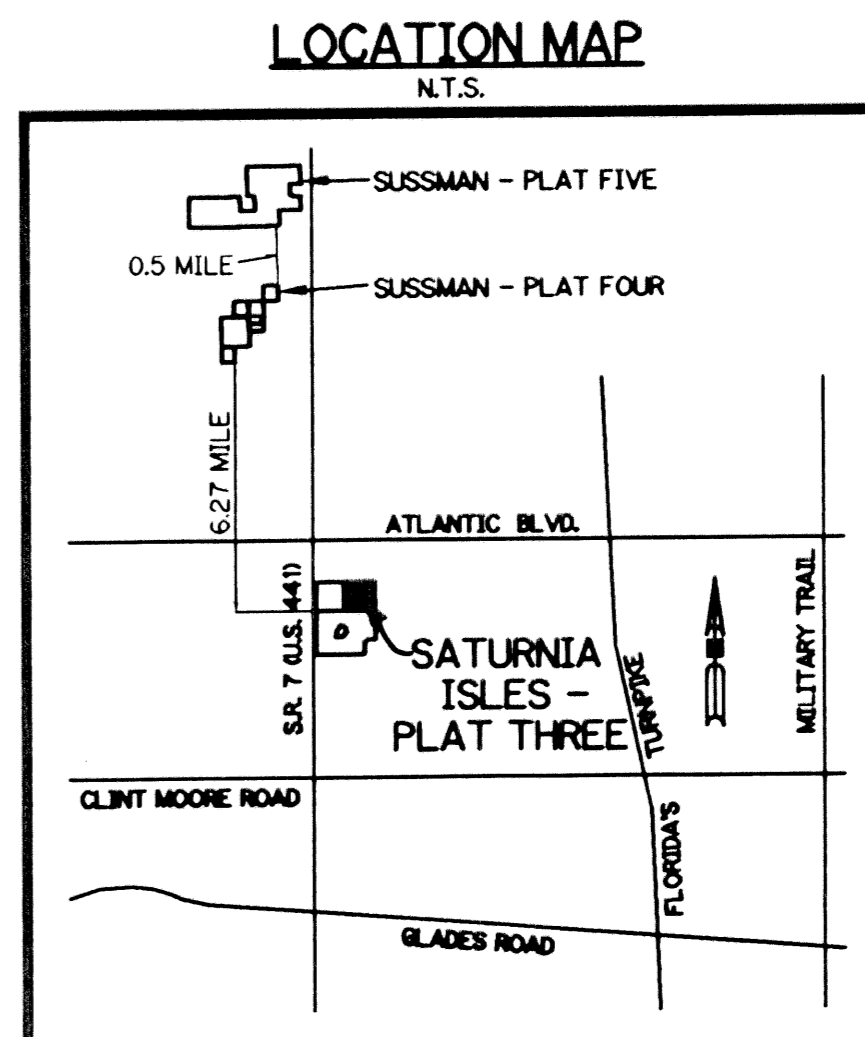 LOCATION MAP
N.T.S.
SUSSMAN - PLAT FIVE
0.5 MILE
SUSSMAN - PLAT FOUR
6.27 MILE
ATLANTIC BLVD.
S.R. 7 (U.S. 441)
SATURNIA
ISLES -
PLAT THREE
TURNPIKE
MILITARY TRAIL
CLINT MOORE ROAD
FLORIDA'S
GLADES ROAD